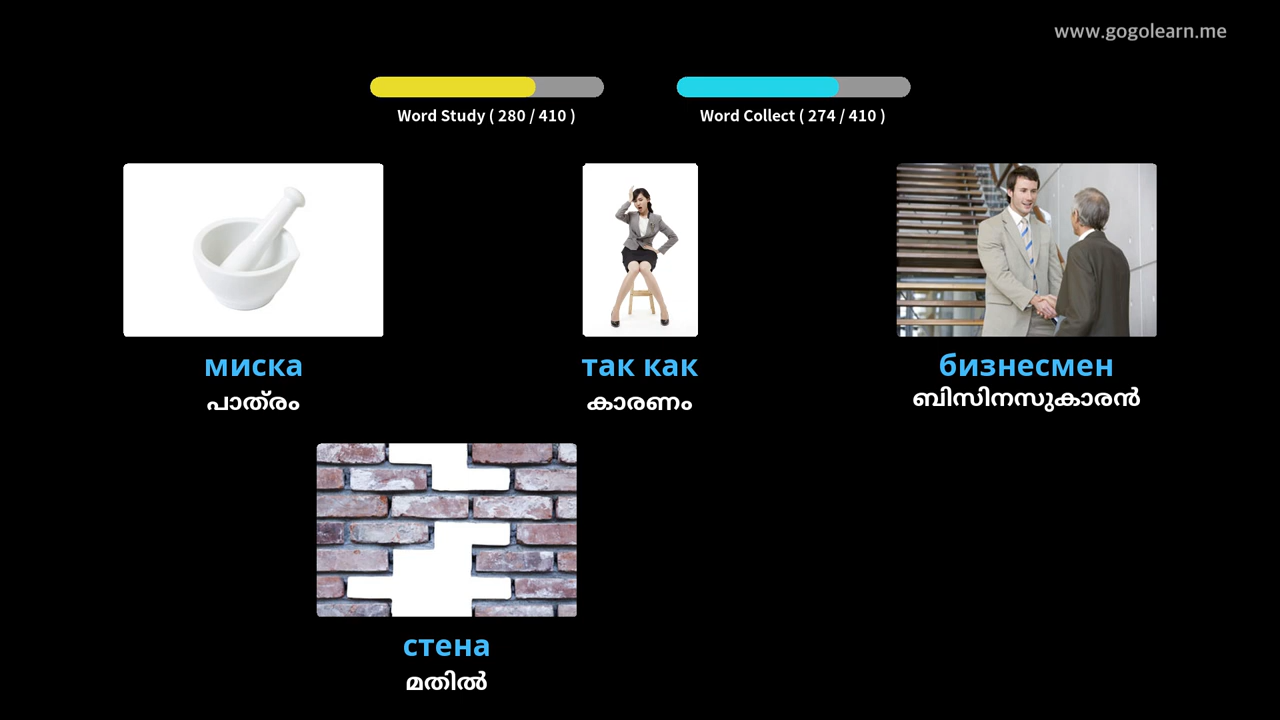 www.gogolearn.me
Word Study ( 280 / 410 )
Word Collect ( 274 / 410 )
миска
പാത്രം
так как
കാരണം
бизнесмен
ബിസിനസുകാരൻ
стена
മതിൽ